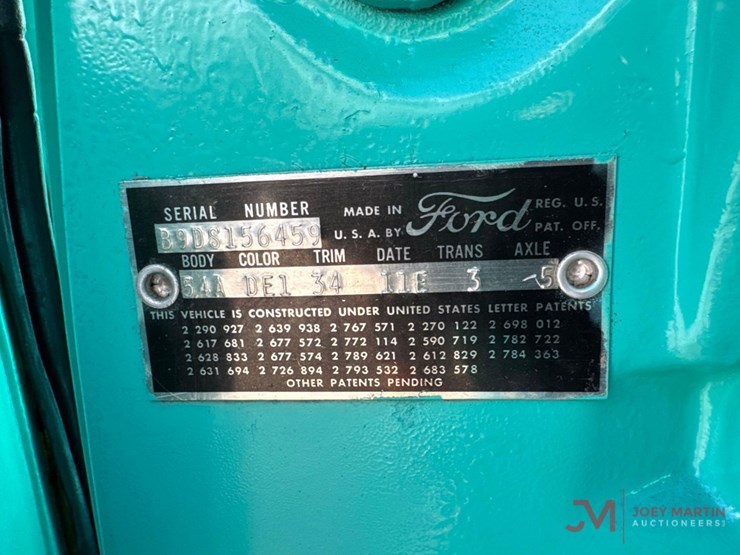 SERIAL NUMBER MADE IN Ford REG. U.S.
B9DS156459 U.S.A. BY PAT. OFF.
BODY COLOR TRIM DATE TRANS AXLE
54A DE1 34 11E 3 5
THIS VEHICLE IS CONSTRUCTED UNDER UNITED STATES LETTER PATENTS
2 290 927 2 639 938 2 767 571 2 270 122 2 698 012
2 617 681 2 677 572 2 772 114 2 590 719 2 782 722
2 628 833 2 677 574 2 789 621 2 612 829 2 784 363
2 631 694 2 726 894 2 793 532 2 683 578
OTHER PATENTS PENDING
JM JOEY MARTIN
AUCTIONEERS